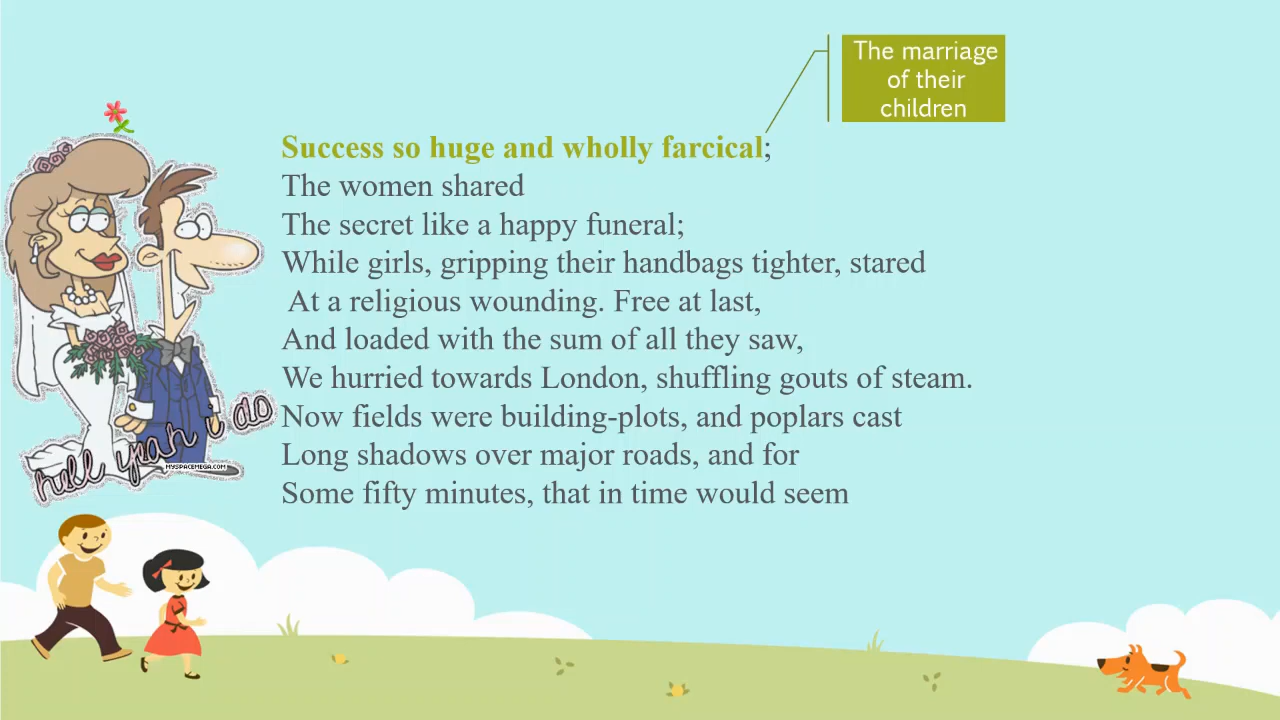 The marriage
of their
children
Success so huge and wholly farcical;
The women shared
The secret like a happy funeral;
While girls, gripping their handbags tighter, stared
At a religious wounding. Free at last,
And loaded with the sum of all they saw,
We hurried towards London, shuffling gouts of steam.
Now fields were building-plots, and poplars cast
Long shadows over major roads, and for
Some fifty minutes, that in time would seem
hell yeah i do
MYSPACEMEGA.COM